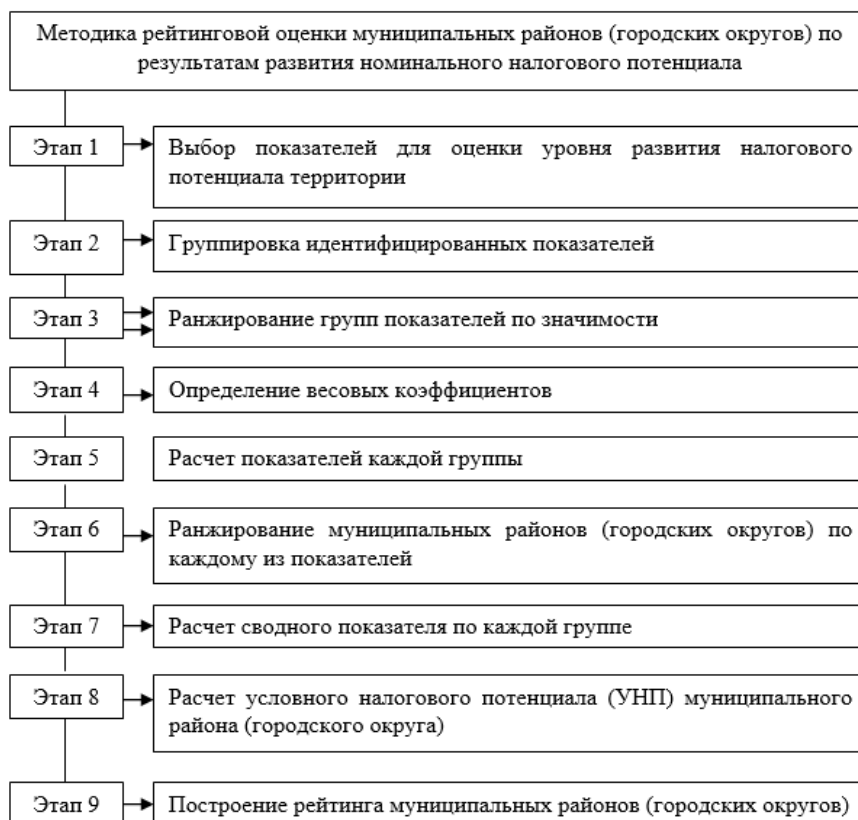 Методика рейтинговой оценки муниципальных районов (городских округов) по
результатам развития номинального налогового потенциала
Этап 1
Выбор показателей для оценки уровня развития налогового
потенциала территории
Этап 2
Группировка идентифицированных показателей
Этап 3
Ранжирование групп показателей по значимости
Этап 4
Определение весовых коэффициентов
Этап 5
Расчет показателей каждой группы
Этап 6
Ранжирование муниципальных районов (городских округов) по
каждому из показателей
Этап 7
Расчет сводного показателя по каждой группе
Этап 8
Расчет условного налогового потенциала (УНП) муниципального
района (городского округа)
Этап 9
Построение рейтинга муниципальных районов (городских округов)